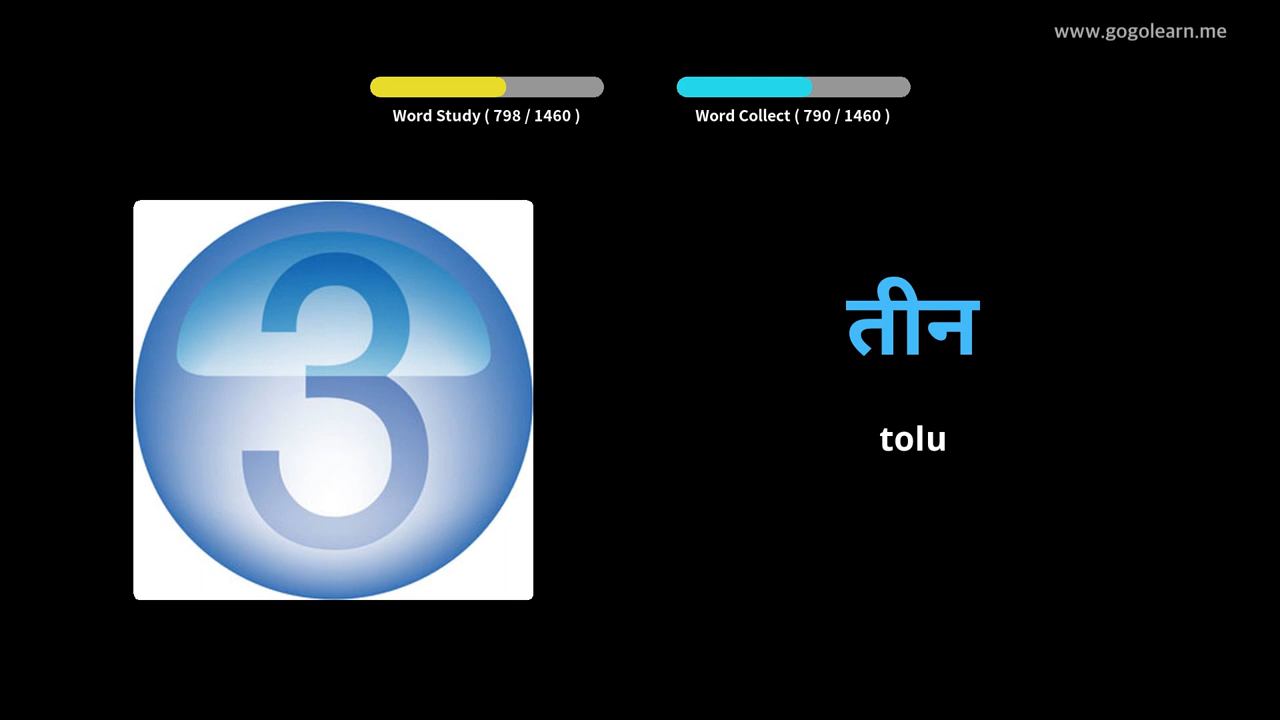 www.gogolearn.me
Word Study ( 798 / 1460 )
Word Collect ( 790 / 1460 )
3
तीन
tolu